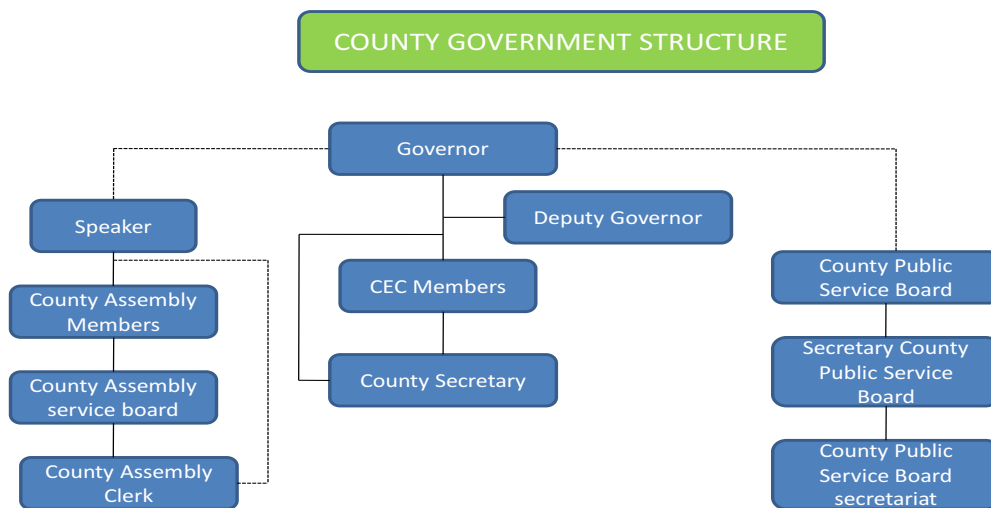 COUNTY GOVERNMENT STRUCTURE
Governor
Speaker
Deputy Governor
County Public
Service Board
CEC Members
County Assembly
Members
Secretary County
Public Service
Board
County Secretary
County Assembly
service board
County Assembly
Clerk
County Public
Service Board
secretariat